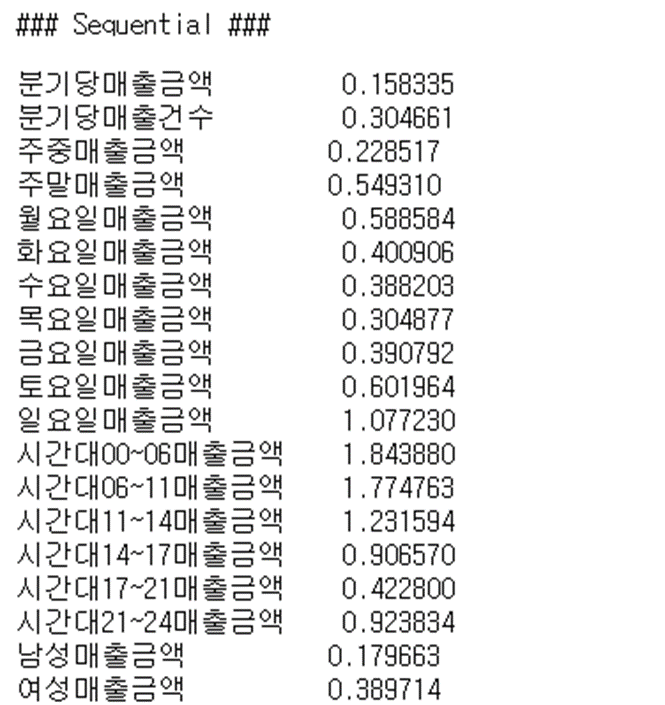 ### Sequential ###
분기당매출금액 0.158335
분기당매출건수 0.304661
주중매출금액 0.228517
주말매출금액 0.549310
월요일매출금액 0.588584
화요일매출금액 0.400906
수요일매출금액 0.388203
목요일매출금액 0.304877
금요일매출금액 0.390792
토요일매출금액 0.601964
일요일매출금액 1.077230
시간대00~06매출금액 1.843880
시간대06~11매출금액 1.774763
시간대11~14매출금액 1.231594
시간대14~17매출금액 0.906570
시간대17~21매출금액 0.422800
시간대21~24매출금액 0.923834
남성매출금액 0.179663
여성매출금액 0.389714